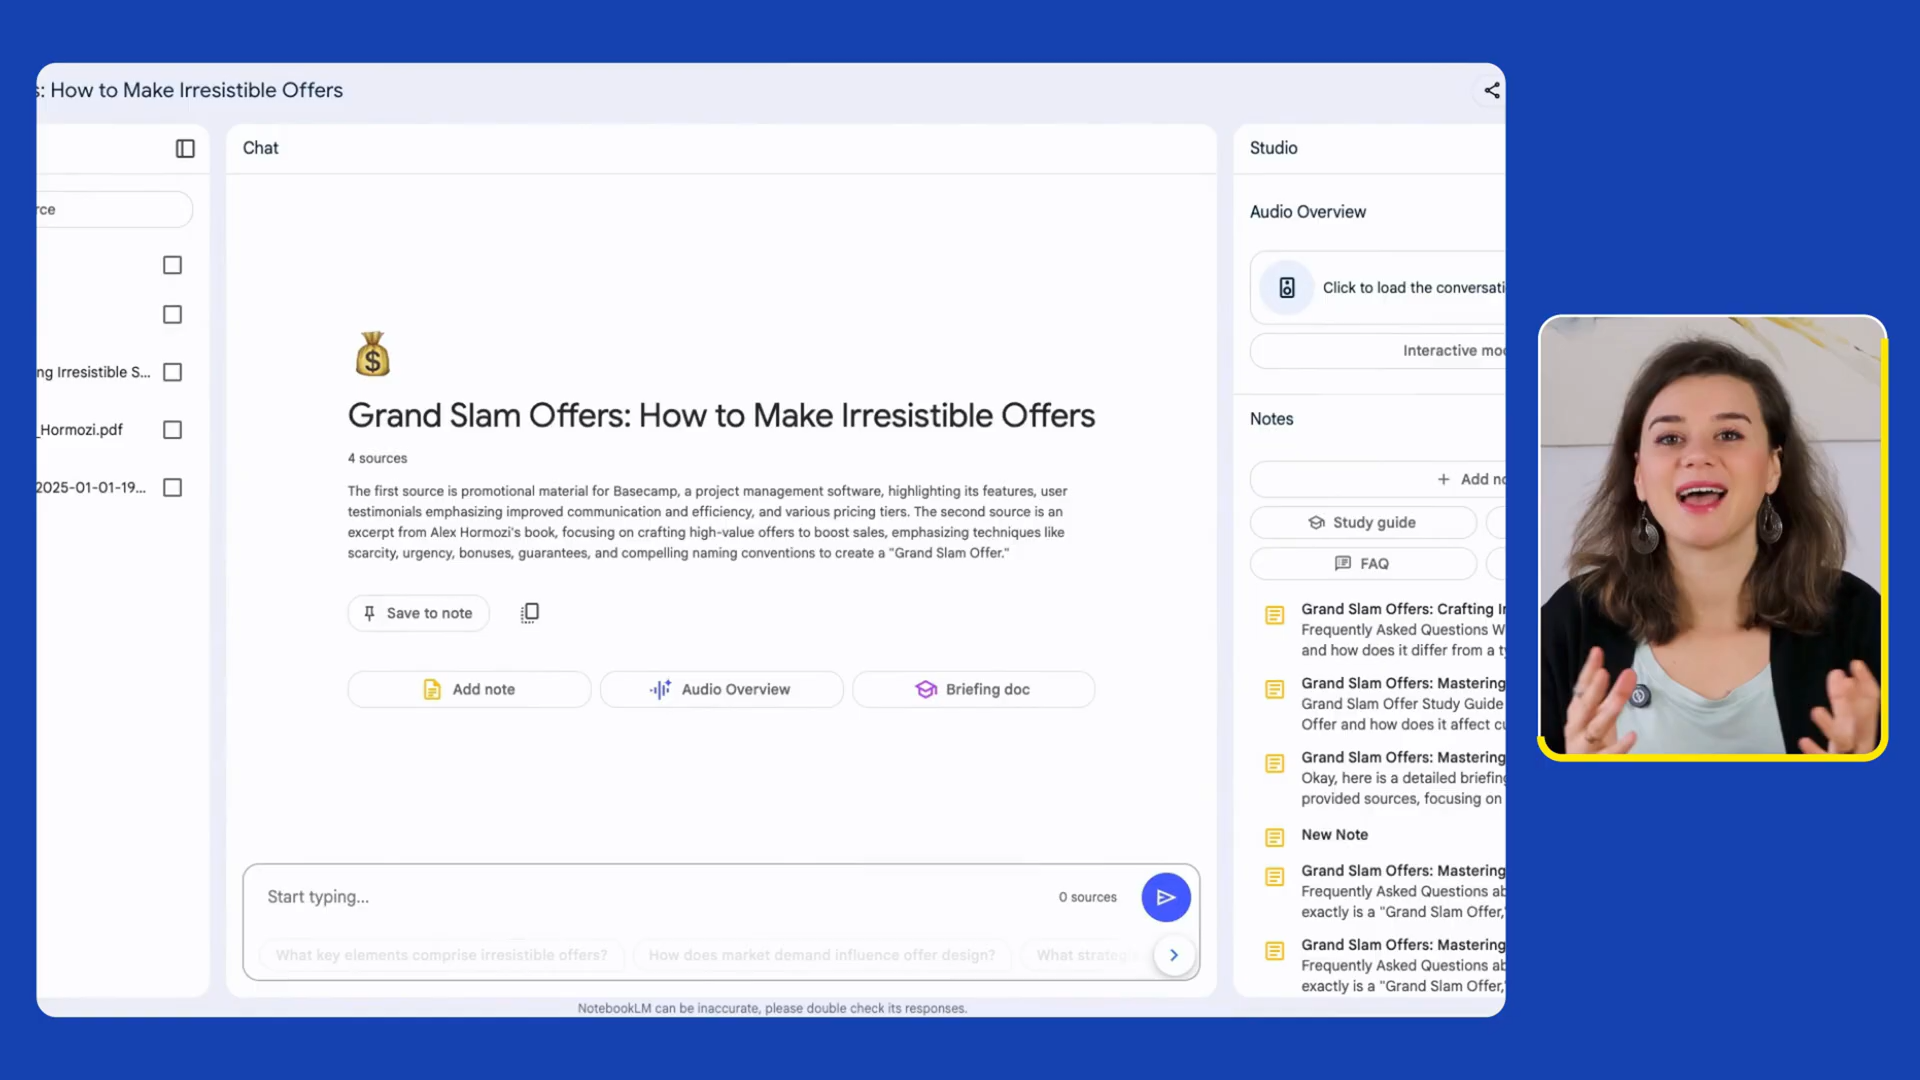 s: How to Make Irresistible Offers
Chat
Studio
rce
ng Irresistible S...
_Hormozi.pdf
2025-01-01-19...
Grand Slam Offers: How to Make Irresistible Offers
4 sources
The first source is promotional material for Basecamp, a project management software, highlighting its features, user
testimonials emphasizing improved communication and efficiency, and various pricing tiers. The second source is an
excerpt from Alex Hormozi's book, focusing on crafting high-value offers to boost sales, emphasizing techniques like
scarcity, urgency, bonuses, guarantees, and compelling naming conventions to create a "Grand Slam Offer."
Save to note
Add note
Audio Overview
Briefing doc
Start typing...
0 sources
What key elements comprise irresistible offers?
How does market demand influence offer design?
What strateg
NotebookLM can be inaccurate, please double check its responses.
Audio Overview
Click to load the conversati
Interactive mo
Notes
Add no
Study guide
FAQ
Grand Slam Offers: Crafting Ir
Frequently Asked Questions W
and how does it differ from a ty
Grand Slam Offers: Mastering
Grand Slam Offer Study Guide
Offer and how does it affect cu
Grand Slam Offers: Mastering
Okay, here is a detailed briefing
provided sources, focusing on
New Note
Grand Slam Offers: Mastering
Frequently Asked Questions ab
exactly is a "Grand Slam Offer,"
Grand Slam Offers: Mastering
Frequently Asked Questions ab
exactly is a "Grand Slam Offer,"